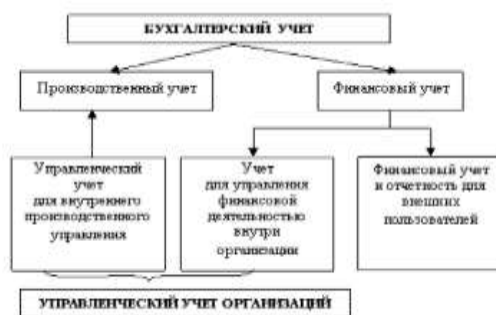 БУХГАЛТЕРСКИЙ УЧЕТ
Производственный учет
Финансовый учет
Управленческий
учет
для внутреннего
производственного
управления
Учет
для управления
финансовой
деятельностью
внутри
организации
Финансовый учет
и отчетность для
внешних
пользователей
УПРАВЛЕНЧЕСКИЙ УЧЕТ ОРГАНИЗАЦИЙ